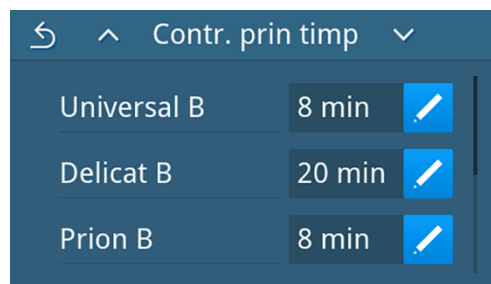 Contr. prin timp
Universal B 8 min
Delicat B 20 min
Prion B 8 min